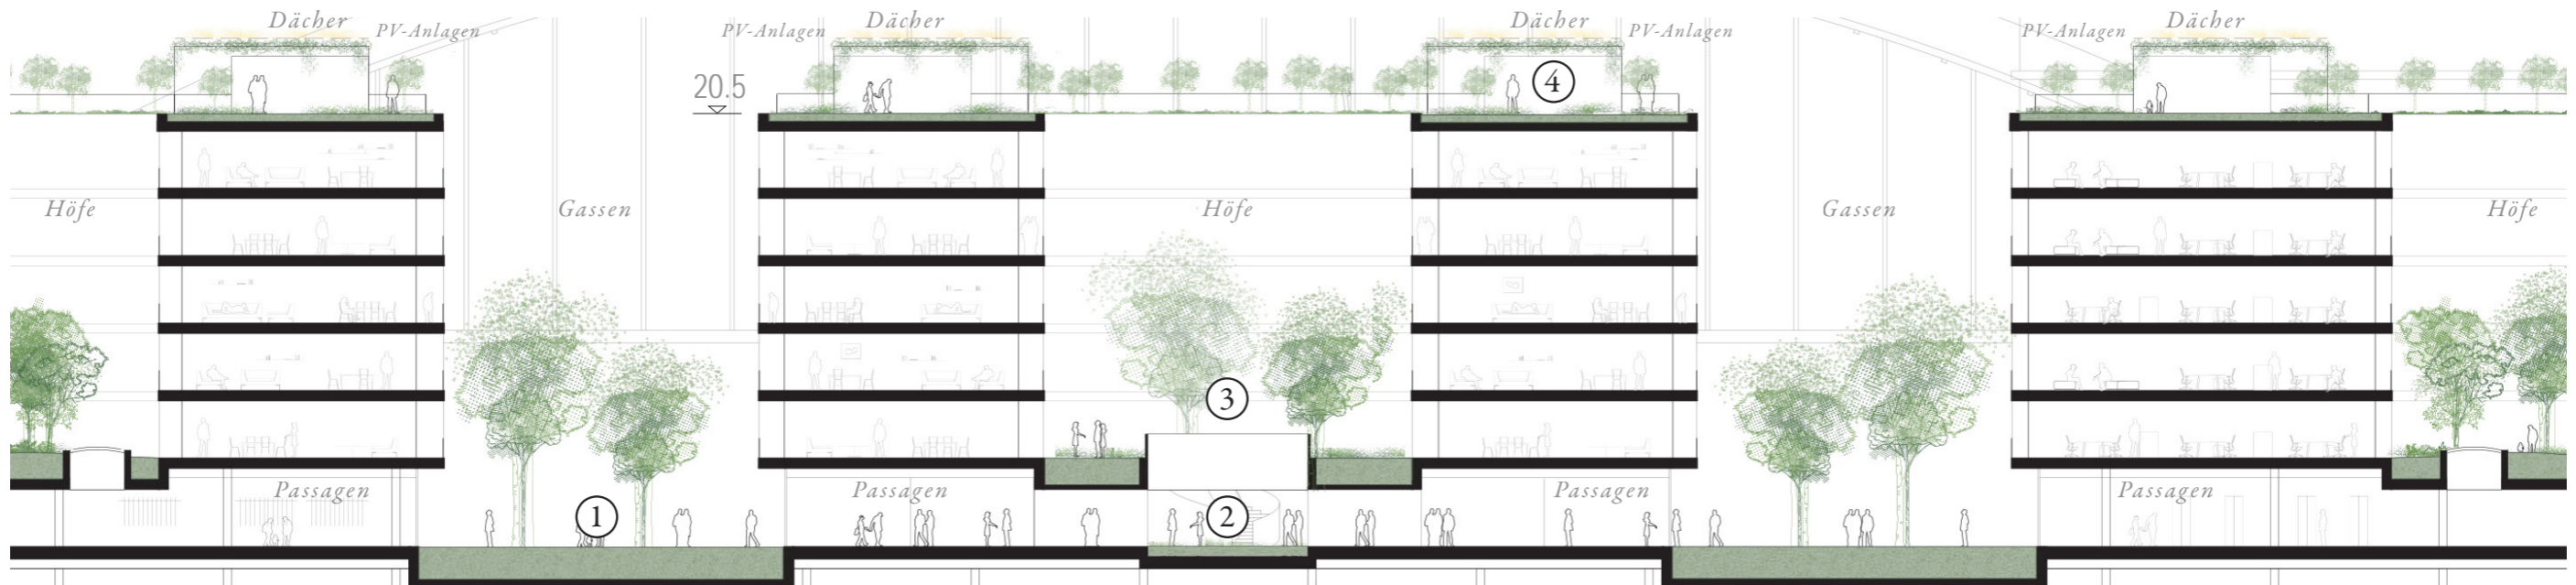 Dächer
Dächer
Dächer
Dächer
PV-Anlagen
PV-Anlagen
PV-Anlagen
PV-Anlagen
20.5
4
Höfe
Gassen
Höfe
Gassen
Höfe
3
Passagen
Passagen
Passagen
Passagen
1
2